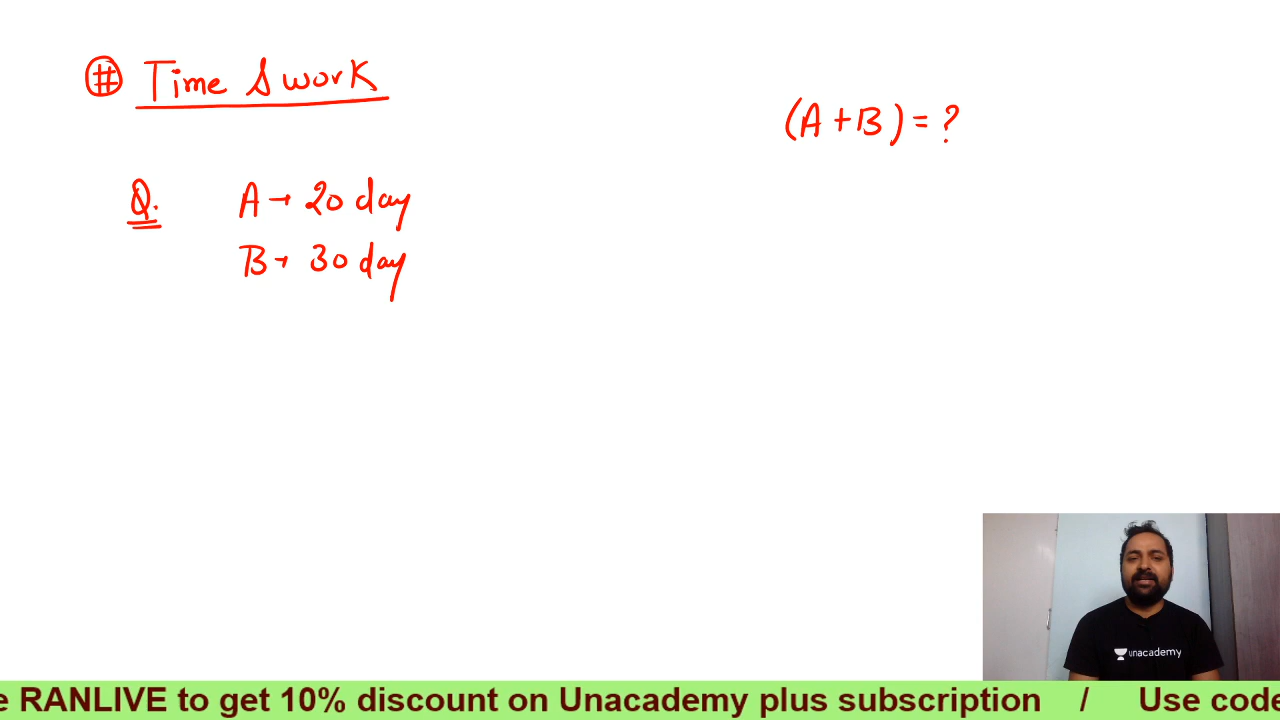 # Time & work
(A+B) = ?
Q. A → 20 day
B → 30 day
unacademy
e RANLIVE to get 10% discount on Unacademy plus subscription / Use code